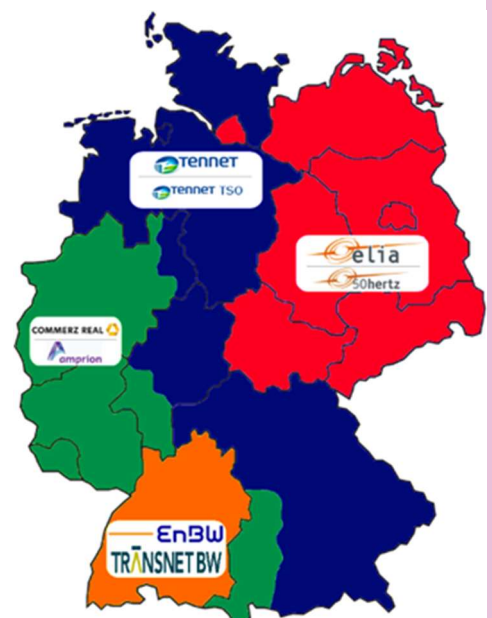 TENNET
TENNET TSO
elia
50hertz
COMMERZ REAL
amprion
EnBW
TRANSNET BW